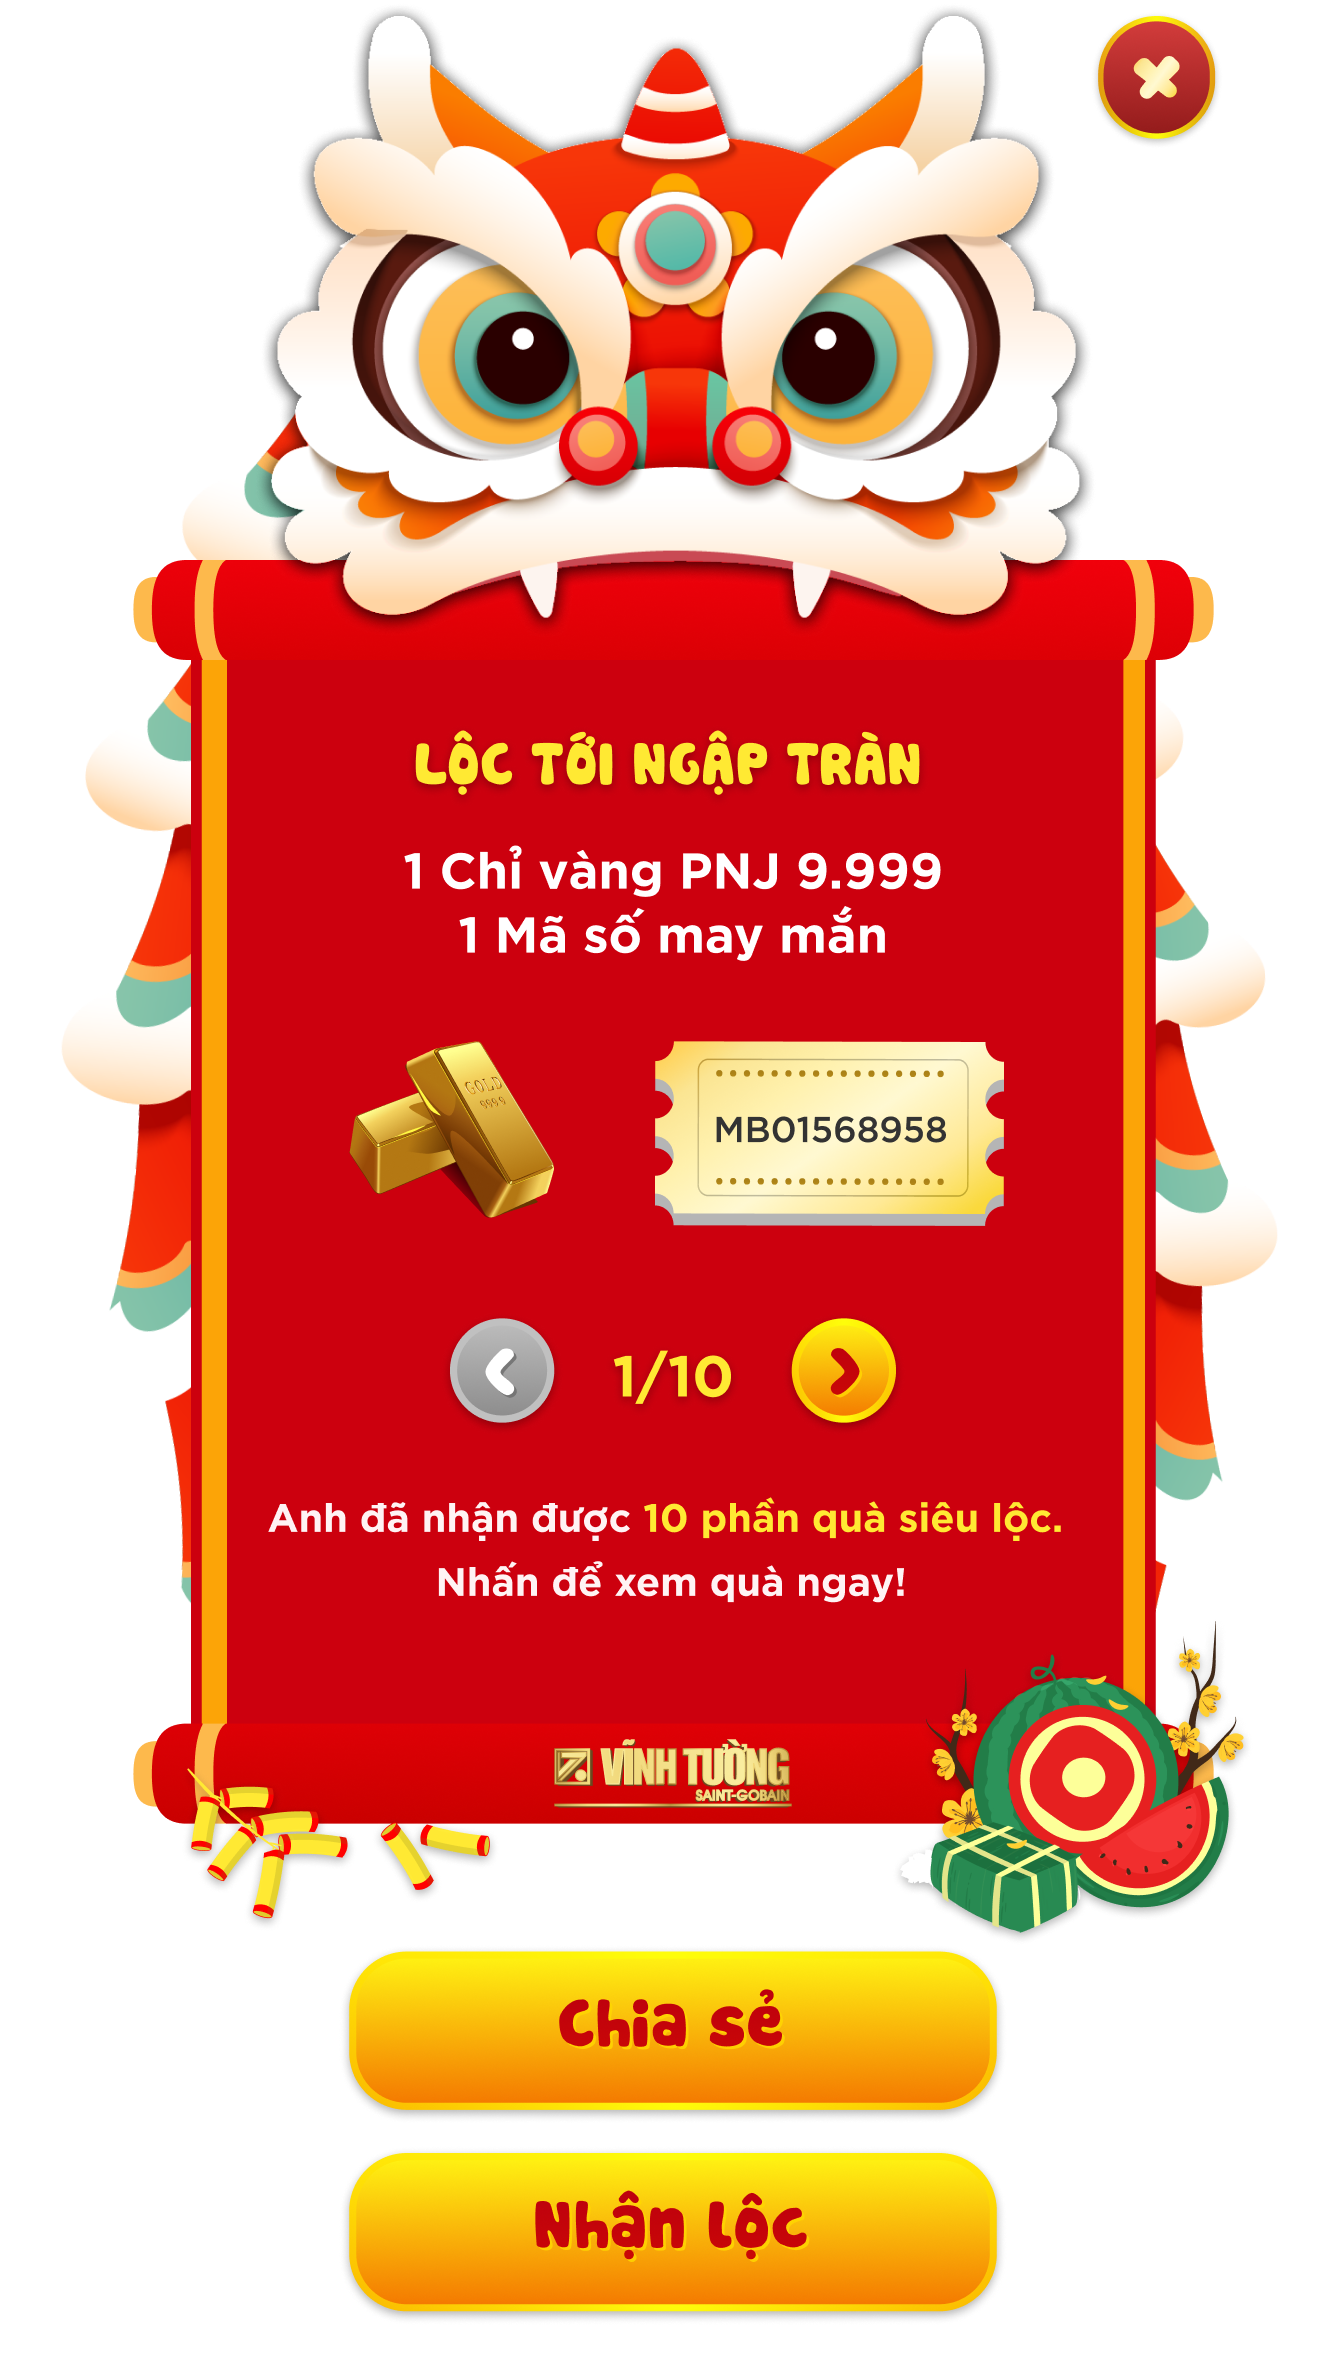 LỘC TỚI NGẬP TRÀN
1 Chỉ vàng PNJ 9.999
1 Mã số may mắn
GOLD
999.9
MB01568958
1/10
Anh đã nhận được 10 phần quà siêu lộc.
Nhấn để xem quà ngay!
VĨNH TƯỜNG
SAINT-GOBAIN
Chia sẻ
Nhận lộc